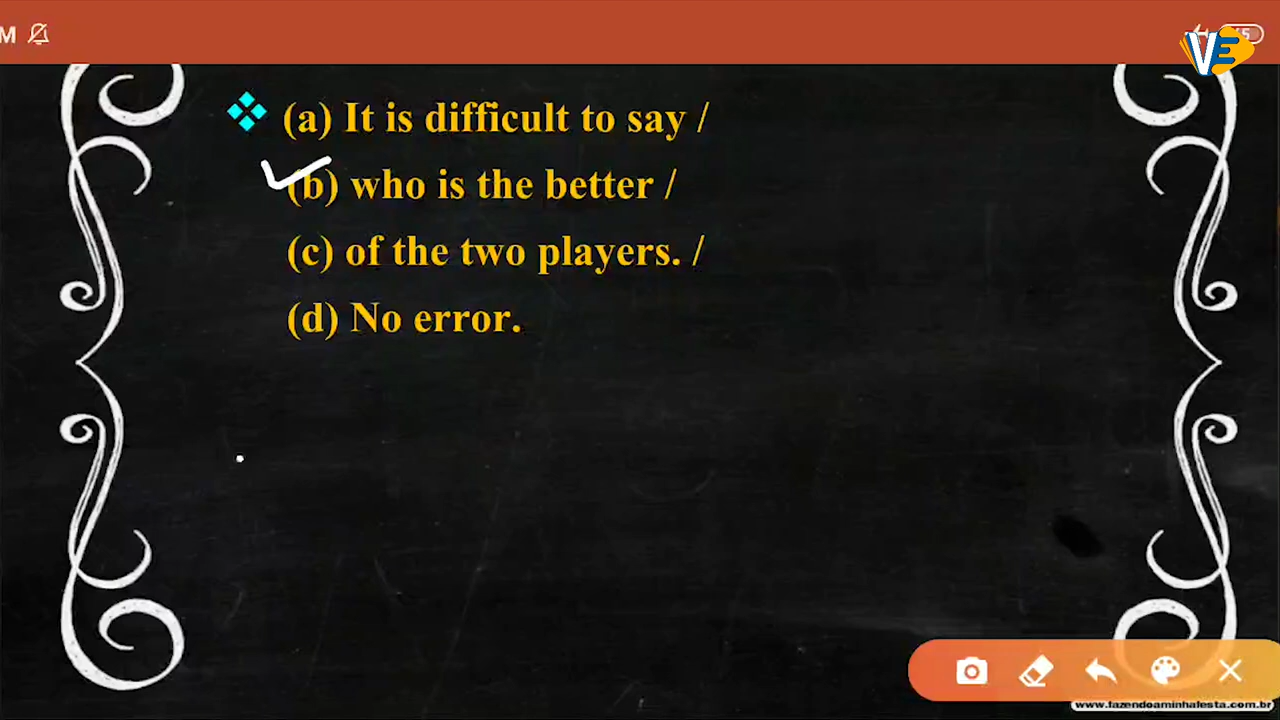 M
VE
(a) It is difficult to say /
(b) who is the better /
(c) of the two players. /
(d) No error.
www.fazendoaminhafesta.com.br